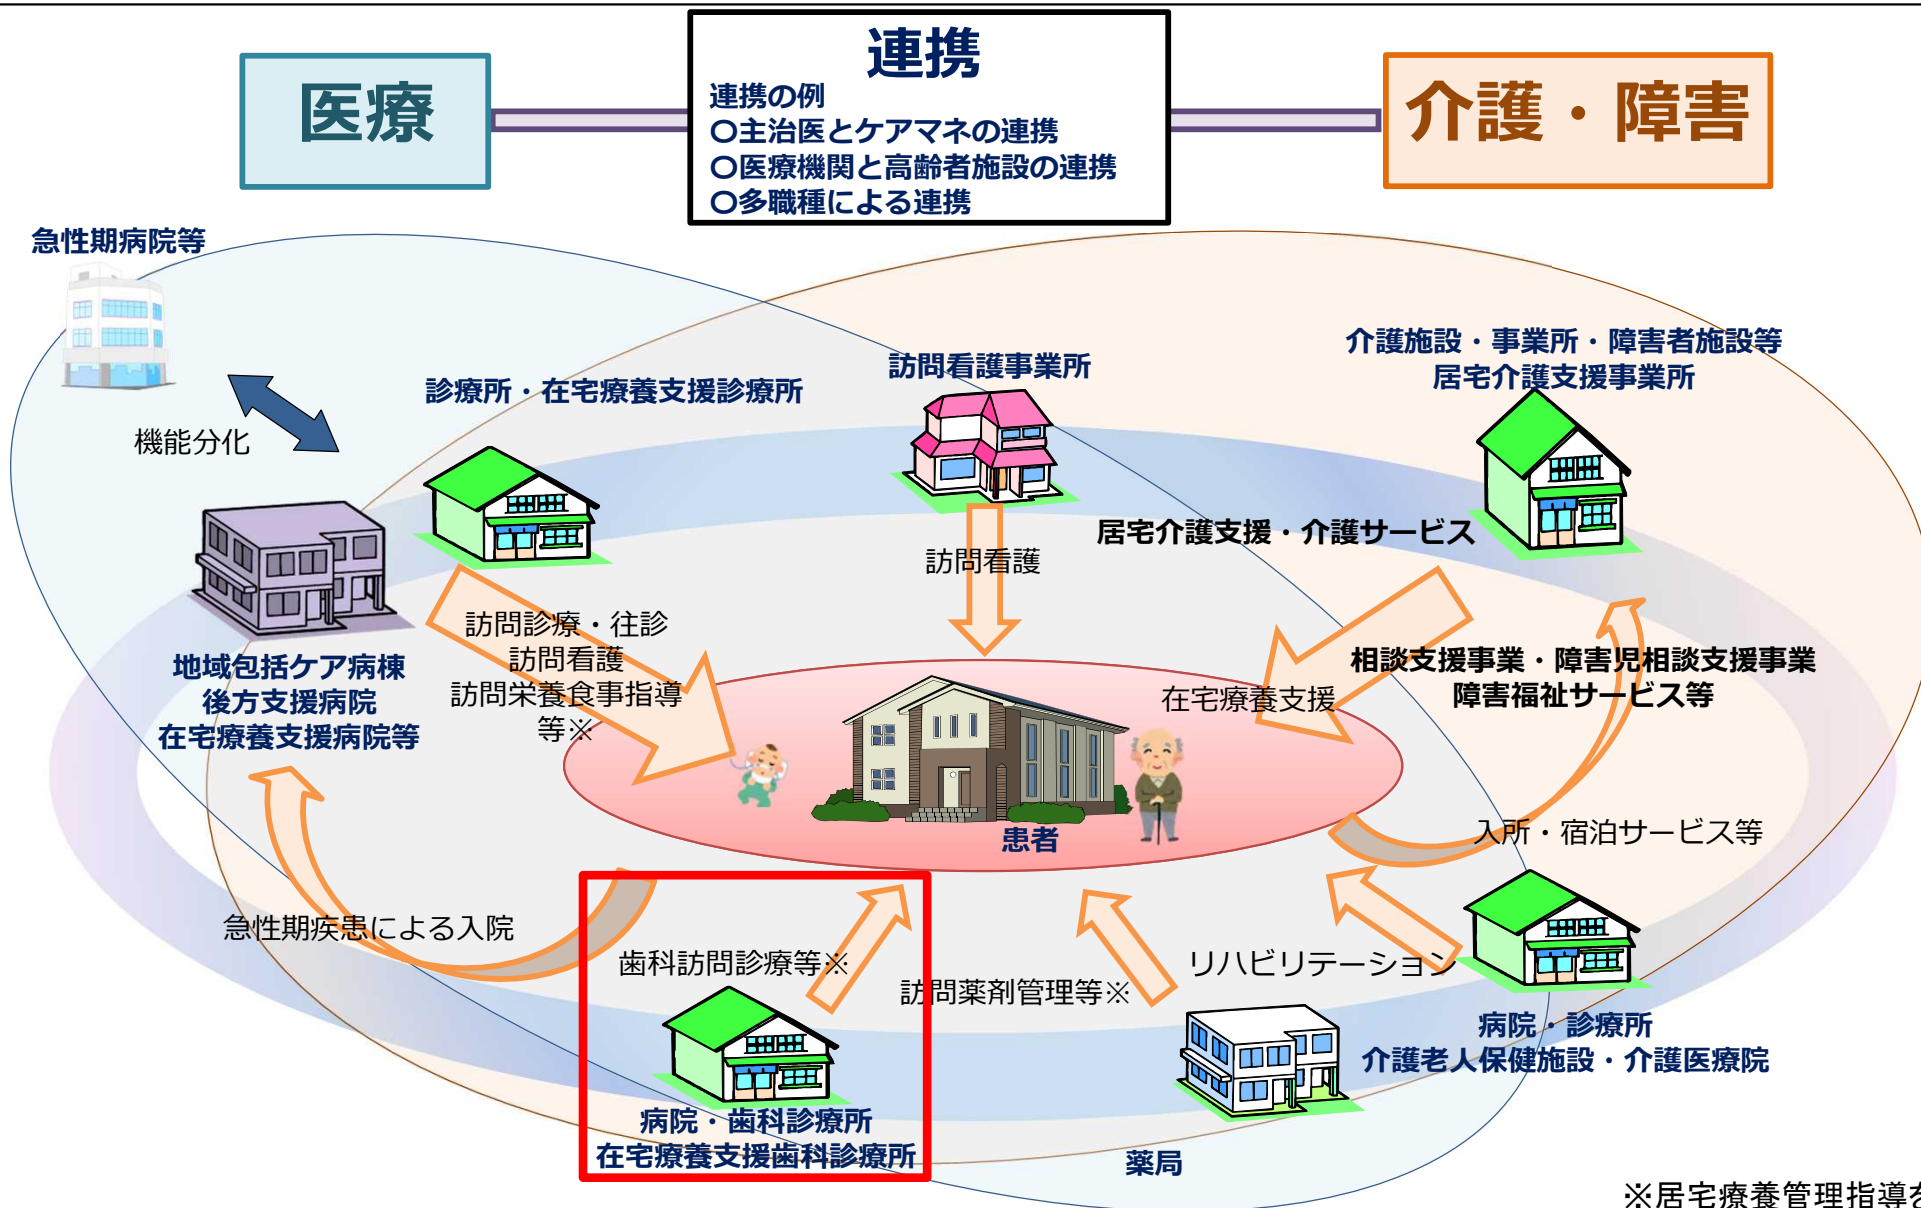 医療
連携
連携の例
〇主治医とケアマネの連携
〇医療機関と高齢者施設の連携
〇多職種による連携
介護・障害
急性期病院等
機能分化
診療所・在宅療養支援診療所
訪問看護事業所
介護施設・事業所・障害者施設等
居宅介護支援事業所
訪問看護
居宅介護支援・介護サービス
訪問診療・往診
訪問看護
訪問栄養食事指導
等※
地域包括ケア病棟
後方支援病院
在宅療養支援病院等
在宅療養支援
相談支援事業・障害児相談支援事業
障害福祉サービス等
患者
入所・宿泊サービス等
急性期疾患による入院
歯科訪問診療等※
訪問薬剤管理等※
リハビリテーション
病院・歯科診療所
在宅療養支援歯科診療所
薬局
病院・診療所
介護老人保健施設・介護医療院
※居宅療養管理指導を